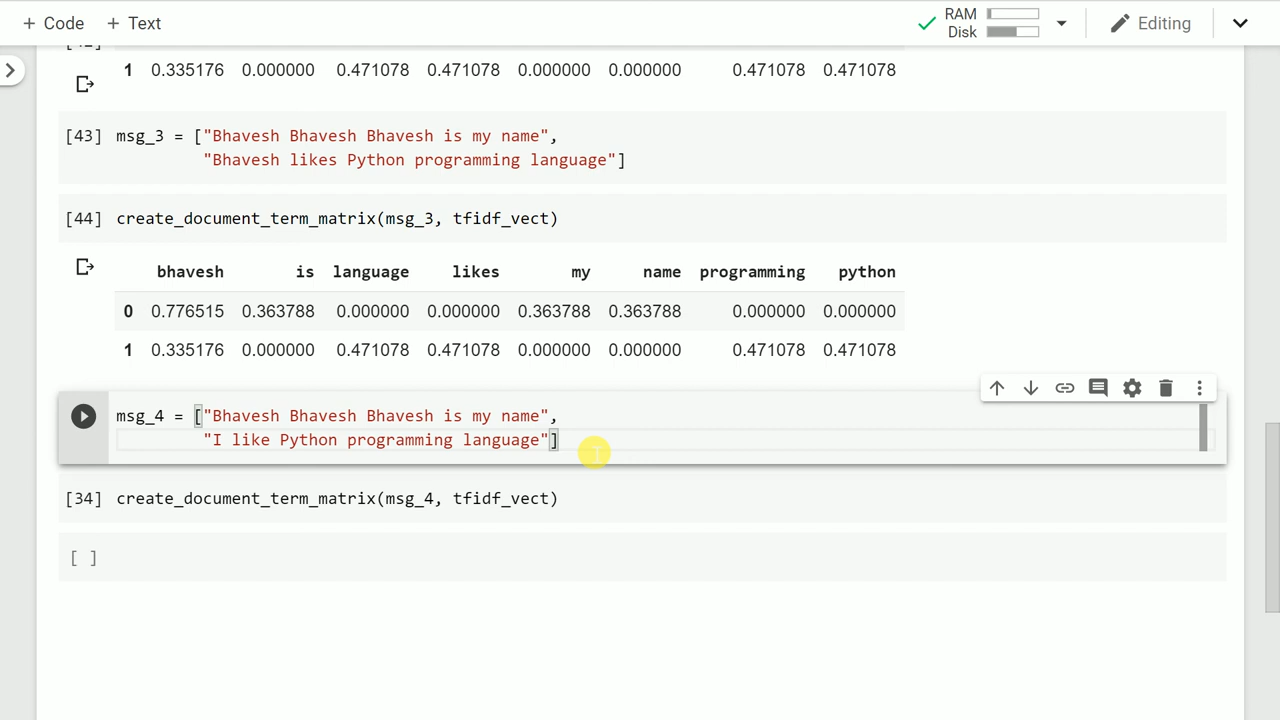 + Code + Text RAM Disk Editing
[42]
1 0.335176 0.000000 0.471078 0.471078 0.000000 0.000000 0.471078 0.471078
[43] msg_3 = ["Bhavesh Bhavesh Bhavesh is my name",
"Bhavesh likes Python programming language"]
[44] create_document_term_matrix(msg_3, tfidf_vect)
bhavesh is language likes my name programming python
0 0.776515 0.363788 0.000000 0.000000 0.363788 0.363788 0.000000 0.000000
1 0.335176 0.000000 0.471078 0.471078 0.000000 0.000000 0.471078 0.471078
msg_4 = ["Bhavesh Bhavesh Bhavesh is my name",
"I like Python programming language"]
[34] create_document_term_matrix(msg_4, tfidf_vect)
[ ]